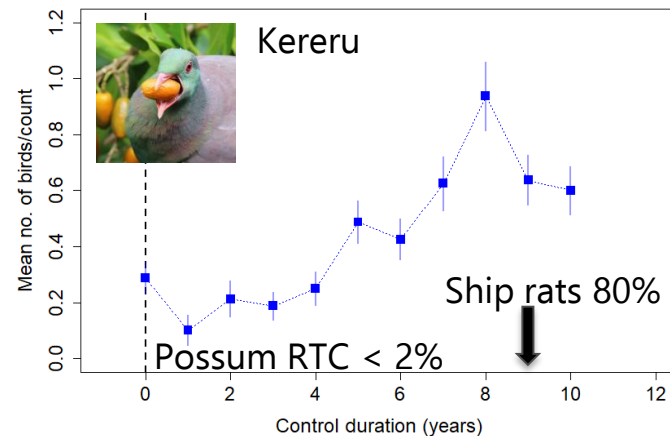 Kereru
Mean no. of birds/count
1.2
1.0
0.8
0.6
0.4
0.2
0.0
Ship rats 80%
Possum RTC < 2%
0 2 4 6 8 10 12
Control duration (years)